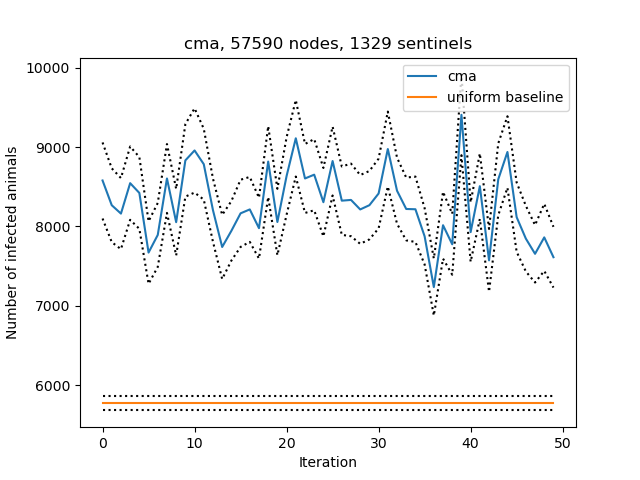 cma, 57590 nodes, 1329 sentinels
cma
uniform baseline
Number of infected animals
10000
9000
8000
7000
6000
0
10
20
30
40
50
Iteration